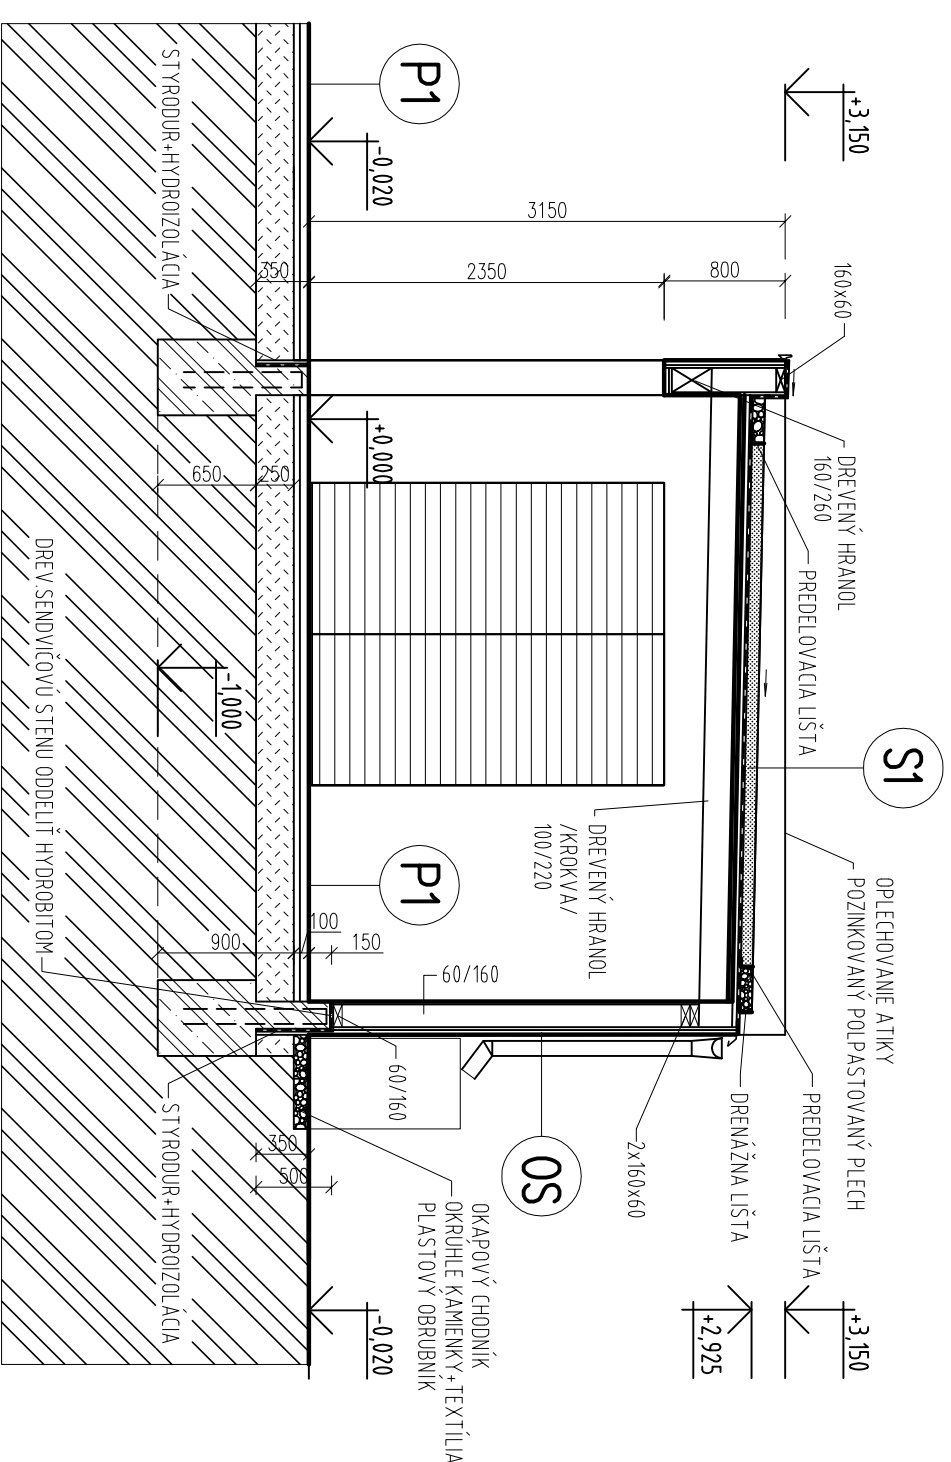 +3,150
160x60
DREVENÝ HRANOL
160/260
PREDELOVACIA LIŠTA
S1
OPLECHOVANIE ATIKY
POZINKOVANÝ POLPASTOVANÝ PLECH
PREDELOVACIA LIŠTA
DRENÁŽNA LIŠTA
+3,150
+2,925
3150
800
2350
350
P1
-0,020
+0,000
DREVENÝ HRANOL
/KROKVA/
100/220
P1
60/160
2x160x60
OS
60/160
100
150
OKAPOVÝ CHODNÍK
OKRÚHLE KAMIENKY+TEXTÍLIA
PLASTOVÝ OBRUBNÍK
-0,020
250
650
900
350
500
-1,000
STYRODUR+HYDROIZOLÁCIA
STYRODUR+HYDROIZOLÁCIA
DREV.SENDVIČOVÚ STENU ODDELIŤ HYDROBITOM